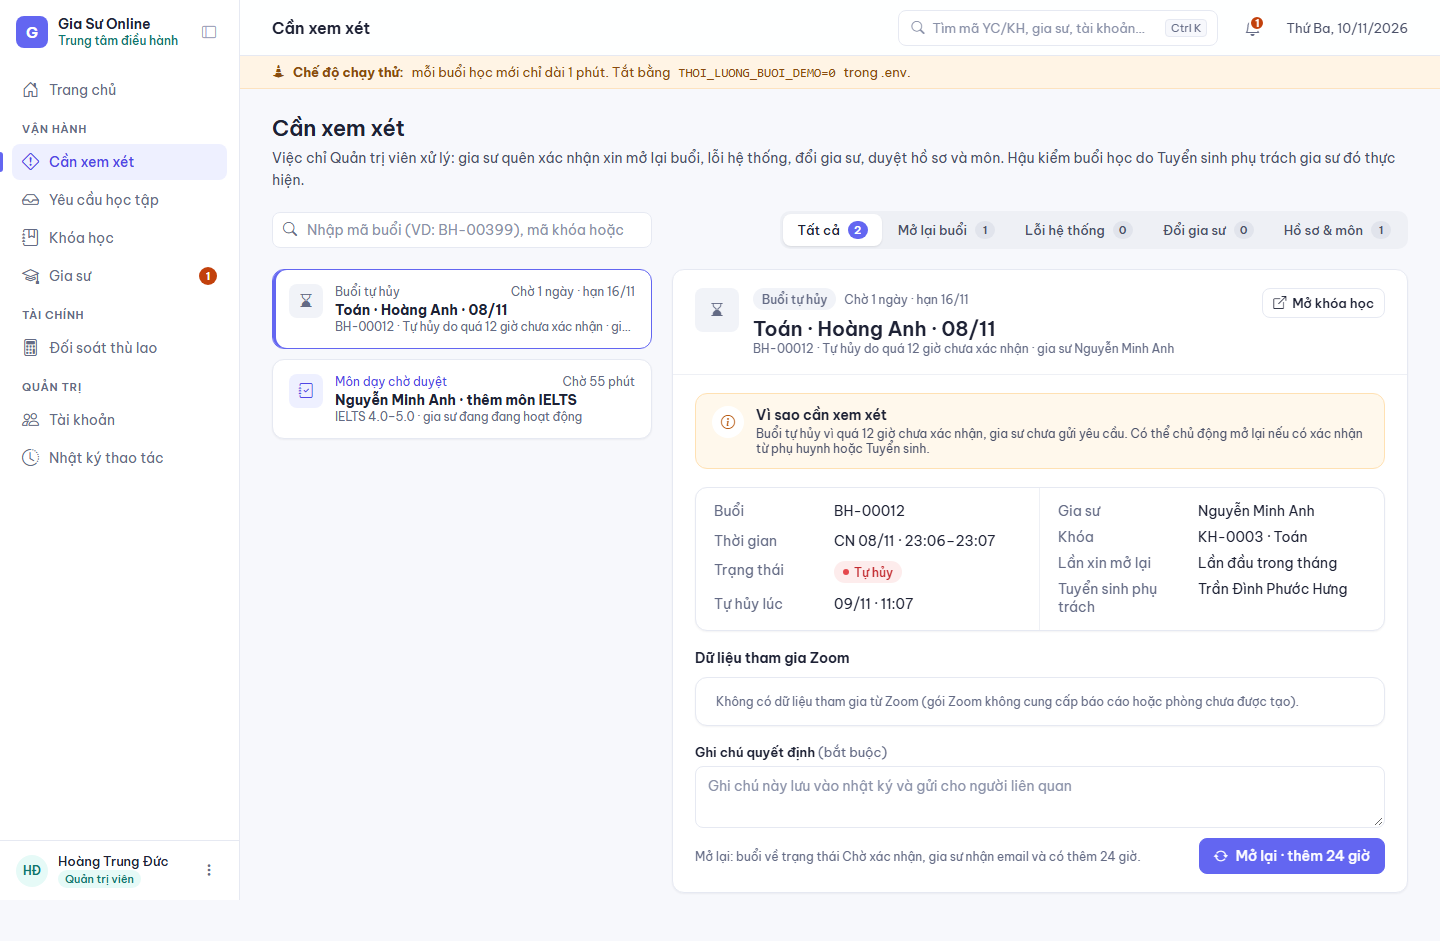 G
Gia Sư Online
Trung tâm điều hành
Trang chủ
VẬN HÀNH
Cần xem xét
Yêu cầu học tập
Khóa học
Gia sư
1
TÀI CHÍNH
Đối soát thù lao
QUẢN TRỊ
Tài khoản
Nhật ký thao tác
HĐ
Hoàng Trung Đức
Quản trị viên
Cần xem xét
Tìm mã YC/KH, gia sư, tài khoản...
Ctrl K
1
Thứ Ba, 10/11/2026
Chế độ chạy thử: mỗi buổi học mới chỉ dài 1 phút. Tắt bằng THOI_LUONG_BUOI_DEMO=0 trong .env.
Cần xem xét
Việc chỉ Quản trị viên xử lý: gia sư quên xác nhận xin mở lại buổi, lỗi hệ thống, đổi gia sư, duyệt hồ sơ và môn. Hậu kiểm buổi học do Tuyển sinh phụ trách gia sư đó thực
hiện.
Nhập mã buổi (VD: BH-00399), mã khóa hoặc
Tất cả 2
Mở lại buổi 1
Lỗi hệ thống 0
Đổi gia sư 0
Hồ sơ & môn 1
Buổi tự hủy
Chờ 1 ngày · hạn 16/11
Toán · Hoàng Anh · 08/11
BH-00012 · Tự hủy do quá 12 giờ chưa xác nhận · gi...
Môn dạy chờ duyệt
Chờ 55 phút
Nguyễn Minh Anh · thêm môn IELTS
IELTS 4.0–5.0 · gia sư đang đang hoạt động
Buổi tự hủy
Chờ 1 ngày · hạn 16/11
Toán · Hoàng Anh · 08/11
BH-00012 · Tự hủy do quá 12 giờ chưa xác nhận · gia sư Nguyễn Minh Anh
Mở khóa học
Vì sao cần xem xét
Buổi tự hủy vì quá 12 giờ chưa xác nhận, gia sư chưa gửi yêu cầu. Có thể chủ động mở lại nếu có xác nhận
từ phụ huynh hoặc Tuyển sinh.
Buổi BH-00012
Thời gian CN 08/11 · 23:06–23:07
Trạng thái Tự hủy
Tự hủy lúc 09/11 · 11:07
Gia sư Nguyễn Minh Anh
Khóa KH-0003 · Toán
Lần xin mở lại Lần đầu trong tháng
Tuyển sinh phụ Trần Đình Phước Hưng
trách
Dữ liệu tham gia Zoom
Không có dữ liệu tham gia từ Zoom (gói Zoom không cung cấp báo cáo hoặc phòng chưa được tạo).
Ghi chú quyết định (bắt buộc)
Ghi chú này lưu vào nhật ký và gửi cho người liên quan
Mở lại: buổi về trạng thái Chờ xác nhận, gia sư nhận email và có thêm 24 giờ.
Mở lại · thêm 24 giờ